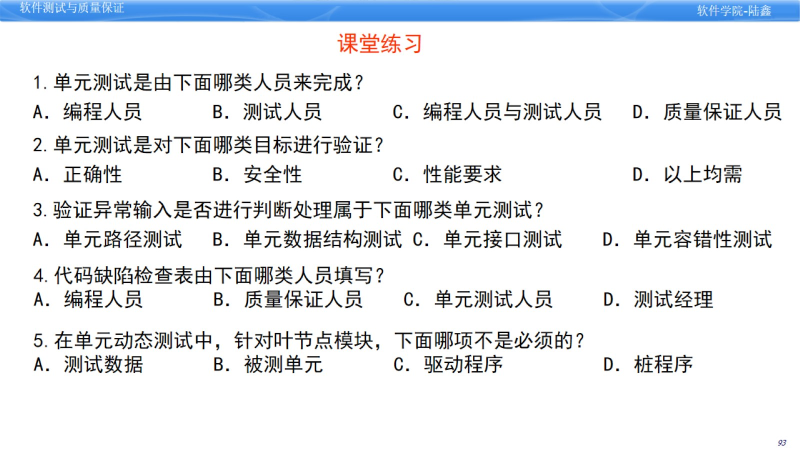 软件测试与质量保证
软件学院-陆鑫
课堂练习
1.单元测试是由下面哪类人员来完成？
A. 编程人员 B. 测试人员 C. 编程人员与测试人员 D. 质量保证人员
2.单元测试是对下面哪类目标进行验证？
A. 正确性 B. 安全性 C. 性能要求 D. 以上均需
3.验证异常输入是否进行判断处理属于下面哪类单元测试？
A. 单元路径测试 B. 单元数据结构测试 C. 单元接口测试 D. 单元容错性测试
4.代码缺陷检查表由下面哪类人员填写？
A. 编程人员 B. 质量保证人员 C. 单元测试人员 D. 测试经理
5.在单元动态测试中，针对叶节点模块，下面哪项不是必须的？
A. 测试数据 B. 被测单元 C. 驱动程序 D. 桩程序
93